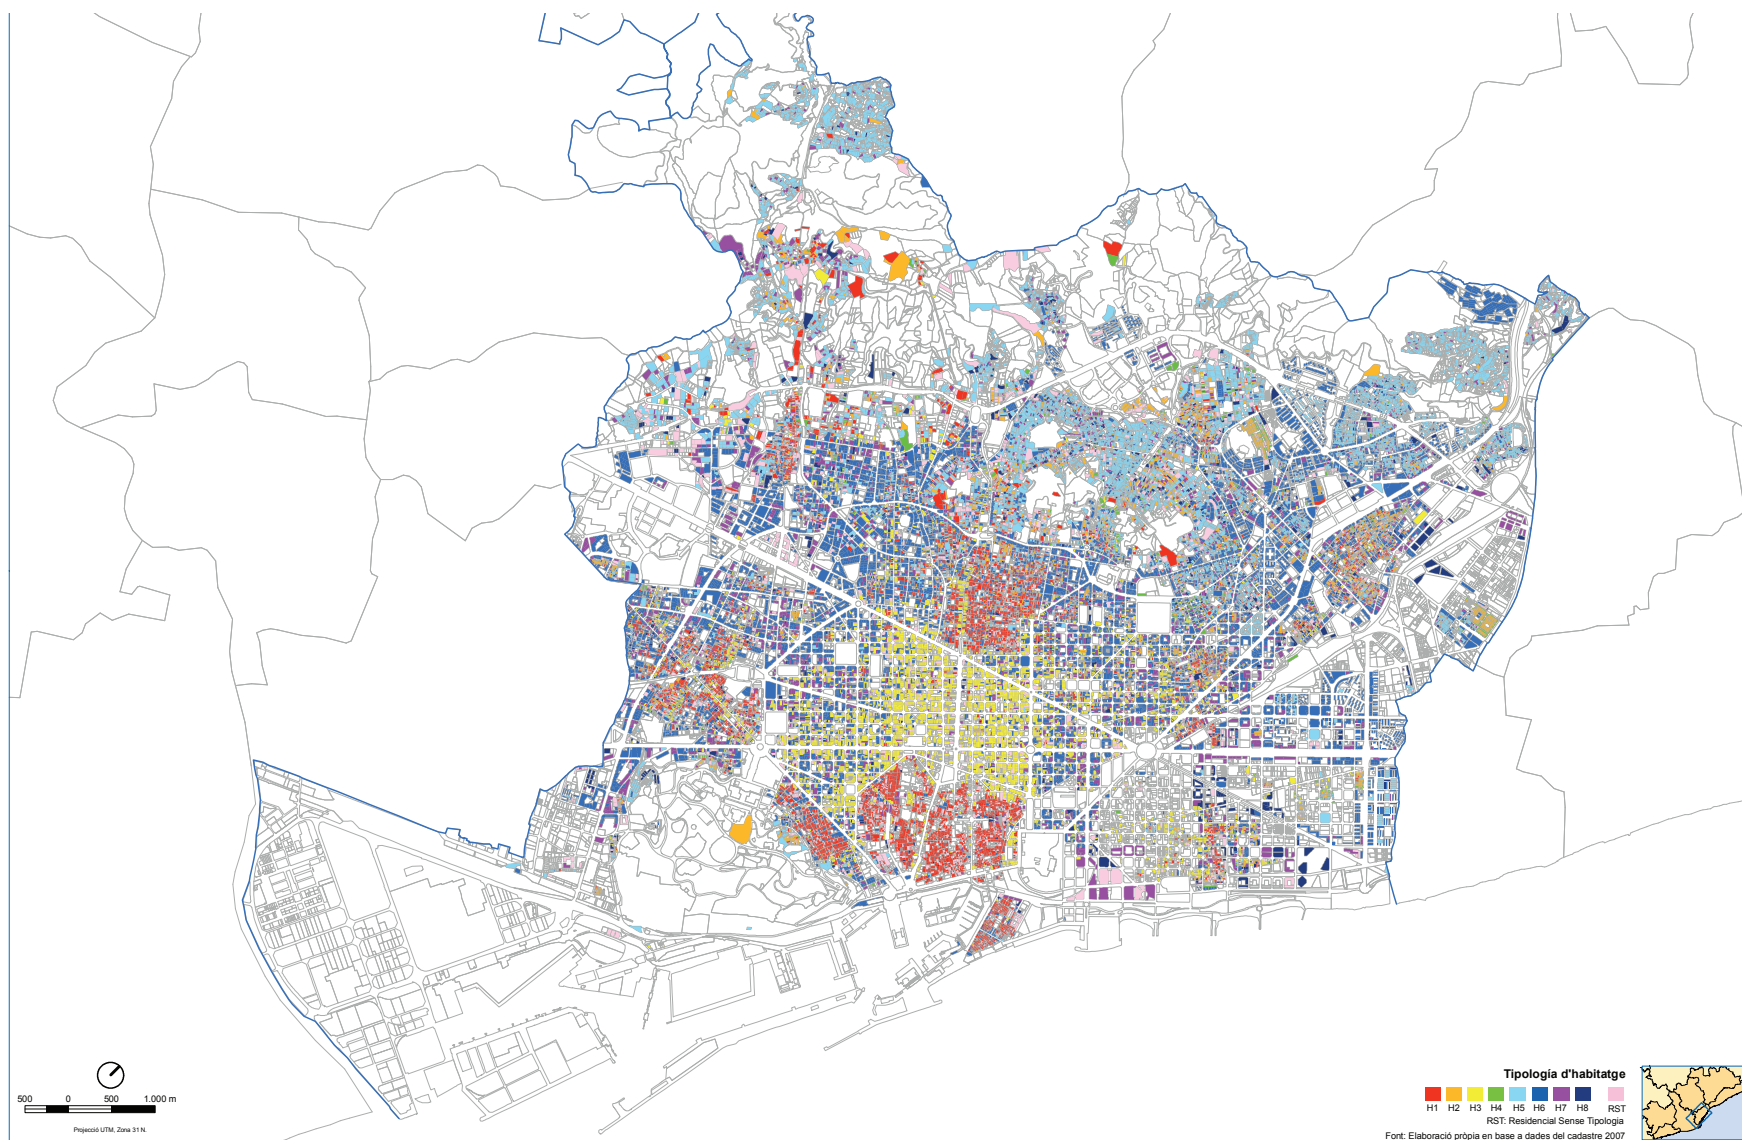 Tipología d'habitatge
H1 H2 H3 H4 H5 H6 H7 H8 RST
RST: Residencial Sense Tipologia
Font: Elaboració pròpia en base a dades del cadastre 2007
500 0 500 1.000 m
Projecció UTM, Zona 31 N.